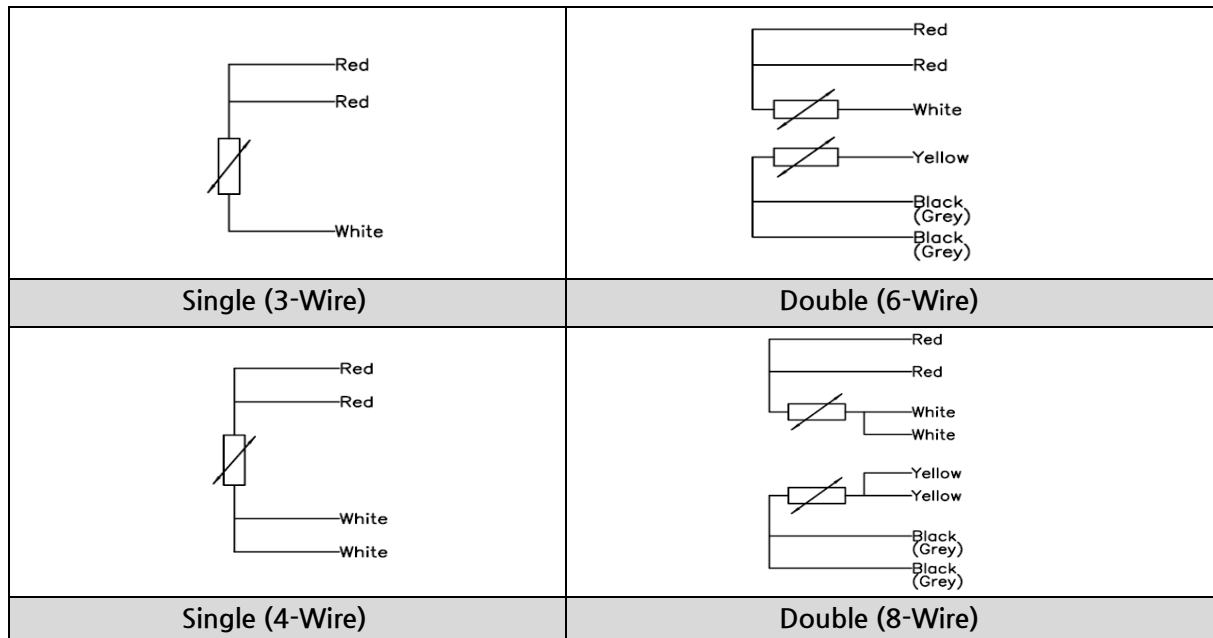 Red
Red
White
Single (3-Wire)
Red
Red
White
Yellow
Black
(Grey)
Black
(Grey)
Double (6-Wire)
Red
Red
White
White
Single (4-Wire)
Red
Red
White
White
Yellow
Yellow
Black
(Grey)
Black
(Grey)
Double (8-Wire)